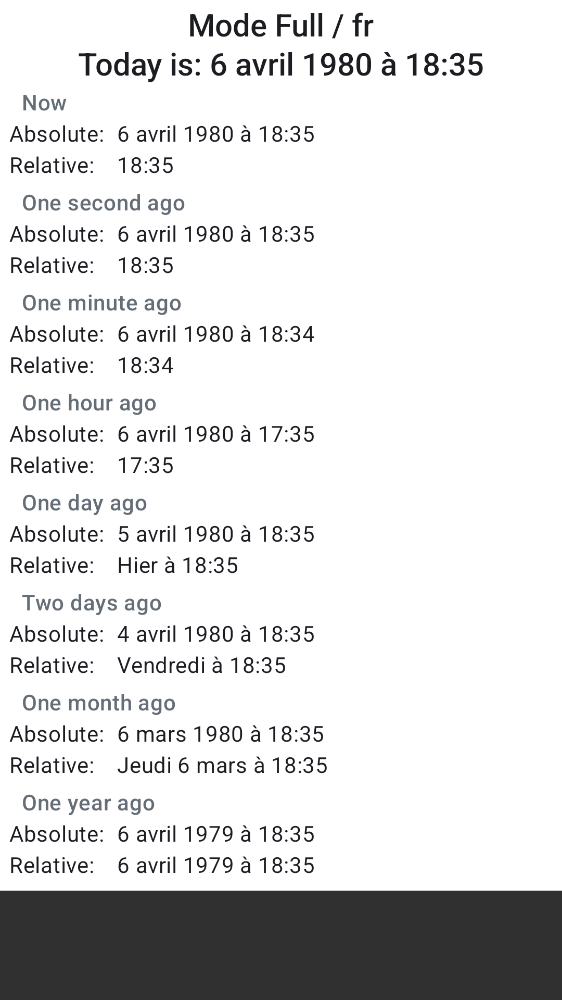 Mode Full / fr
Today is: 6 avril 1980 à 18:35
Now
Absolute: 6 avril 1980 à 18:35
Relative: 18:35
One second ago
Absolute: 6 avril 1980 à 18:35
Relative: 18:35
One minute ago
Absolute: 6 avril 1980 à 18:34
Relative: 18:34
One hour ago
Absolute: 6 avril 1980 à 17:35
Relative: 17:35
One day ago
Absolute: 5 avril 1980 à 18:35
Relative: Hier à 18:35
Two days ago
Absolute: 4 avril 1980 à 18:35
Relative: Vendredi à 18:35
One month ago
Absolute: 6 mars 1980 à 18:35
Relative: Jeudi 6 mars à 18:35
One year ago
Absolute: 6 avril 1979 à 18:35
Relative: 6 avril 1979 à 18:35